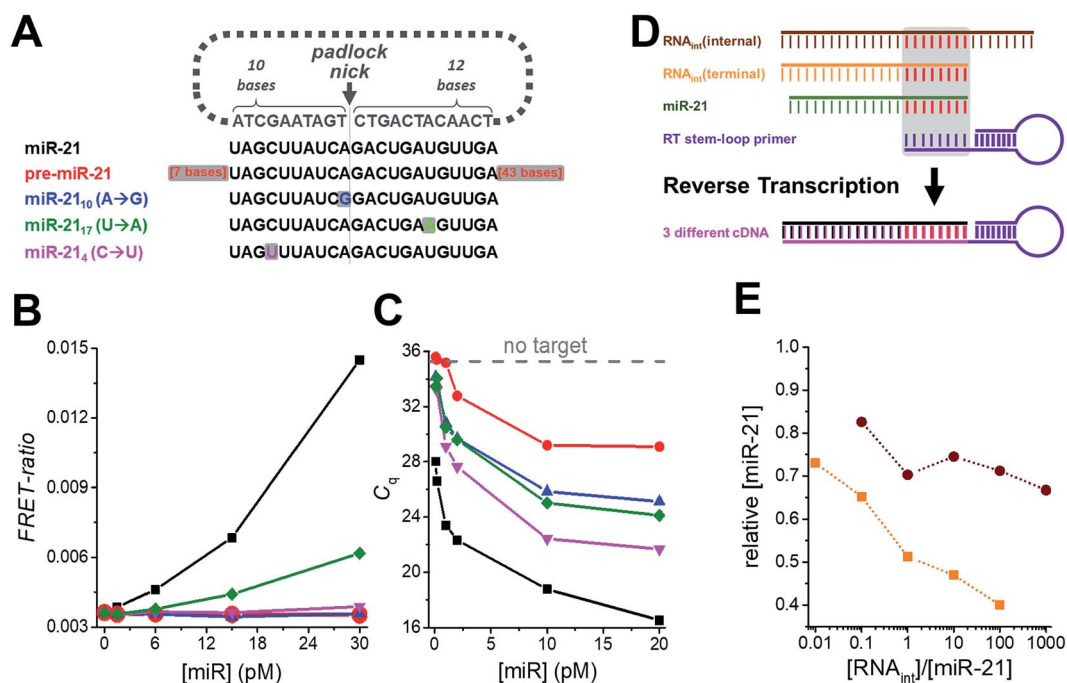 A
padlock
nick
10
bases
12
bases
ATCGAATAGT CTGACTACAACT
miR-21 UAGCUUAUCAGACUGAUGUUGA
pre-miR-21 [7 bases] UAGCUUAUCAGACUGAUGUUGA [43 bases]
miR-21₁₀ (A→G) UAGCUUAUCGGACUGAUGUUGA
miR-21₁₇ (U→A) UAGCUUAUCAGACUGAAGUUGA
miR-21₄ (C→U) UAGUUUAUCAGACUGAUGUUGA
D
RNAint(internal)
RNAint(terminal)
miR-21
RT stem-loop primer
Reverse Transcription
3 different cDNA
B
FRET-ratio
0.015
0.012
0.009
0.006
0.003
0 6 12 18 24 30
[miR] (pM)
C
Cq
no target
36
32
28
24
20
16
0 5 10 15 20
[miR] (pM)
E
relative [miR-21]
1.0
0.9
0.8
0.7
0.6
0.5
0.4
0.01 0.1 1 10 100 1000
[RNAint]/[miR-21]